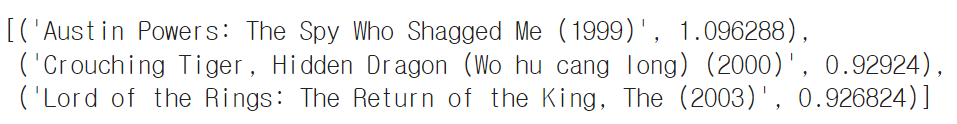 [('Austin Powers: The Spy Who Shagged Me (1999)', 1.096288),
('Crouching Tiger, Hidden Dragon (Wo hu cang long) (2000)', 0.92924),
('Lord of the Rings: The Return of the King, The (2003)', 0.926824)]